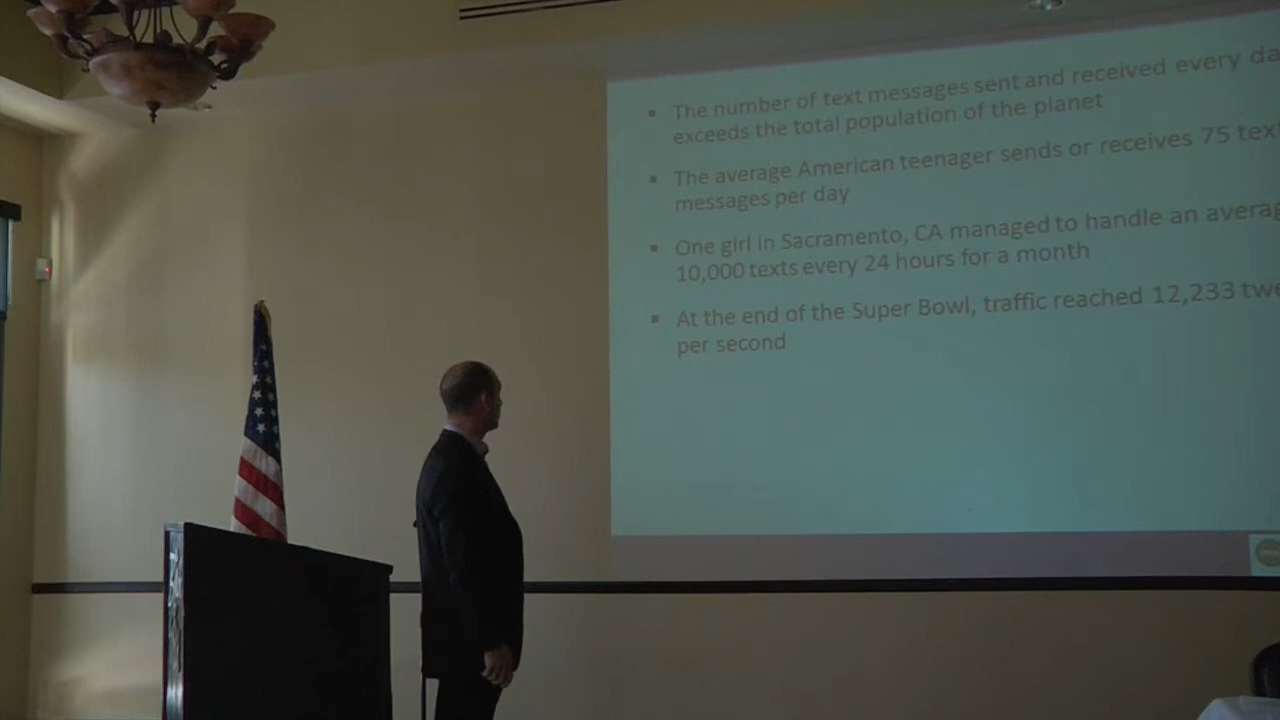 The number of text messages sent and received every da
exceeds the total population of the planet
The average American teenager sends or receives 75 tex
messages per day
One girl in Sacramento, CA managed to handle an averag
10,000 texts every 24 hours for a month
At the end of the Super Bowl, traffic reached 12,233 twe
per second